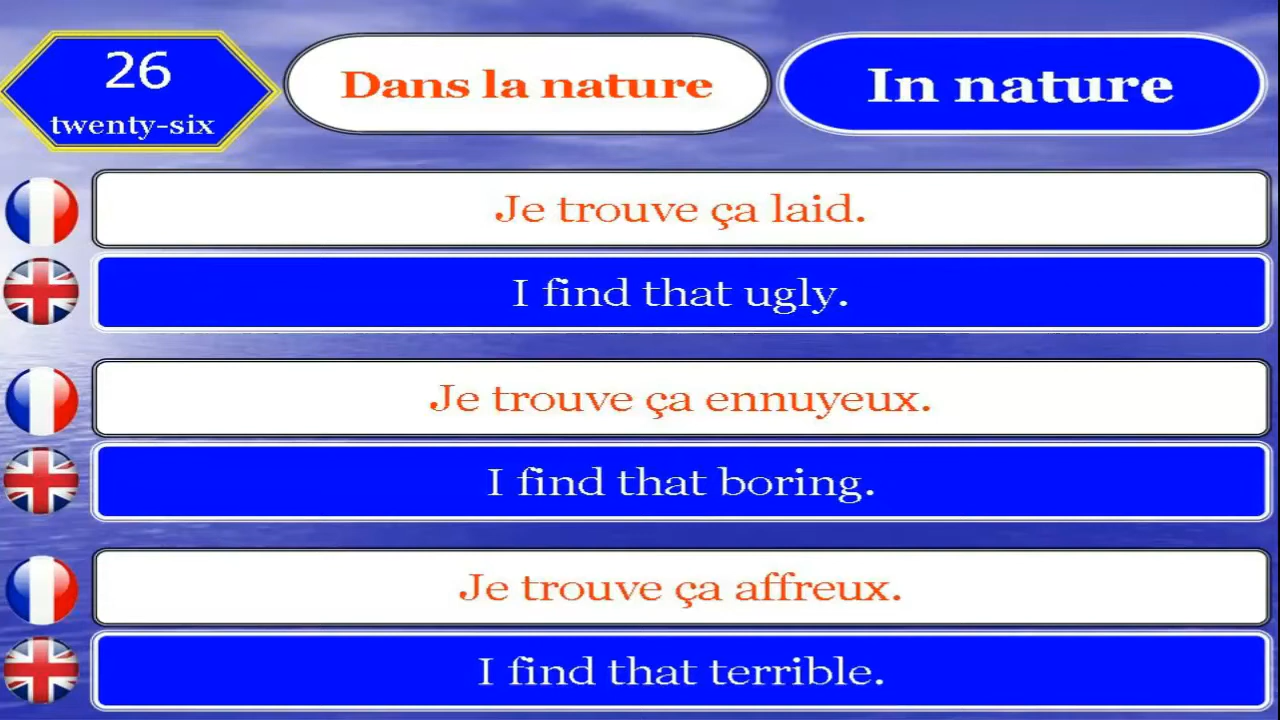 26
twenty-six
Dans la nature
In nature
Je trouve ça laid.
I find that ugly.
Je trouve ça ennuyeux.
I find that boring.
Je trouve ça affreux.
I find that terrible.